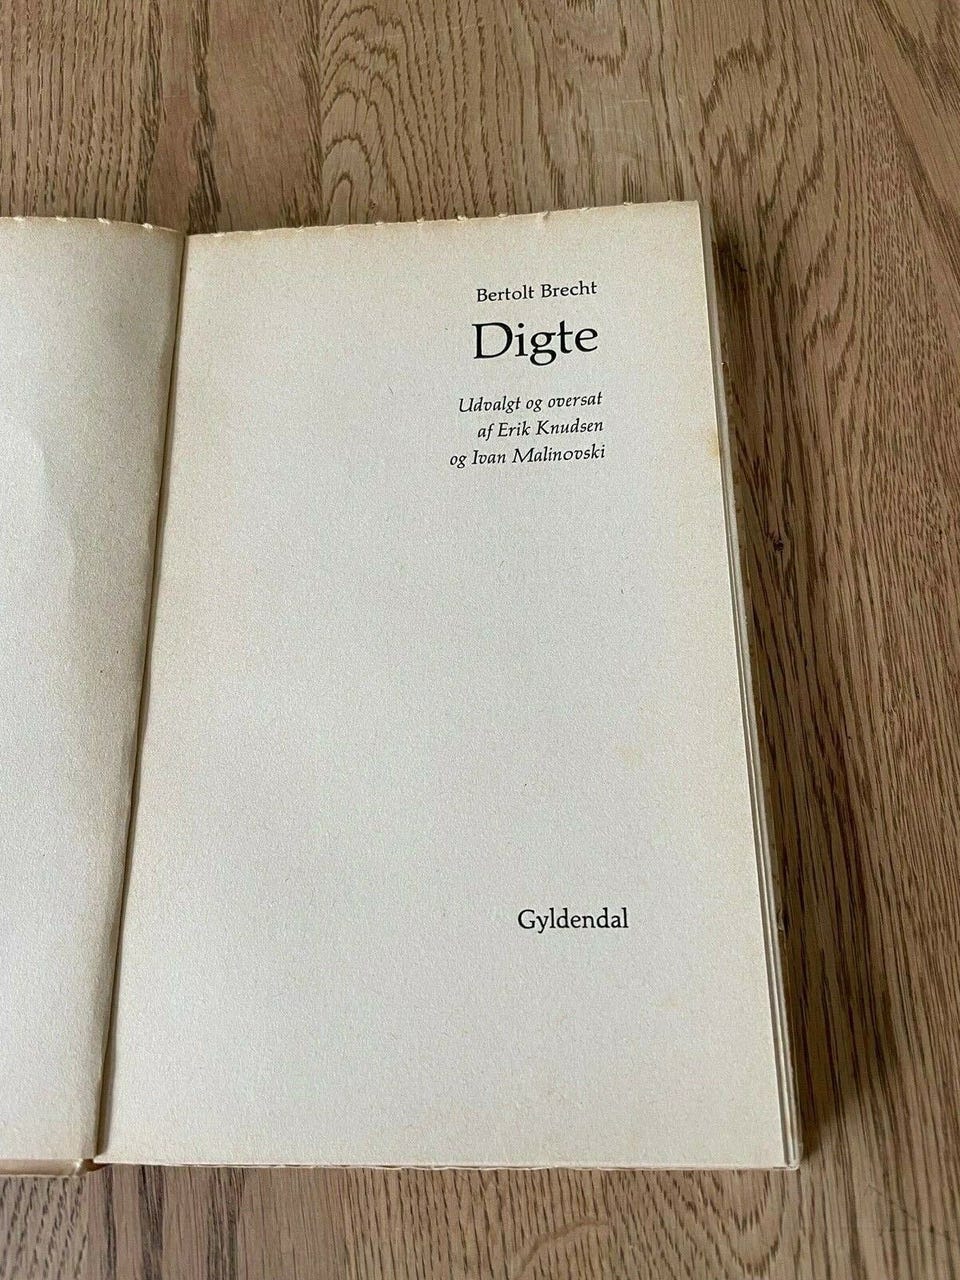 Bertolt Brecht
Digte
Udvalgt og oversat
af Erik Knudsen
og Ivan Malinovski
Gyldendal